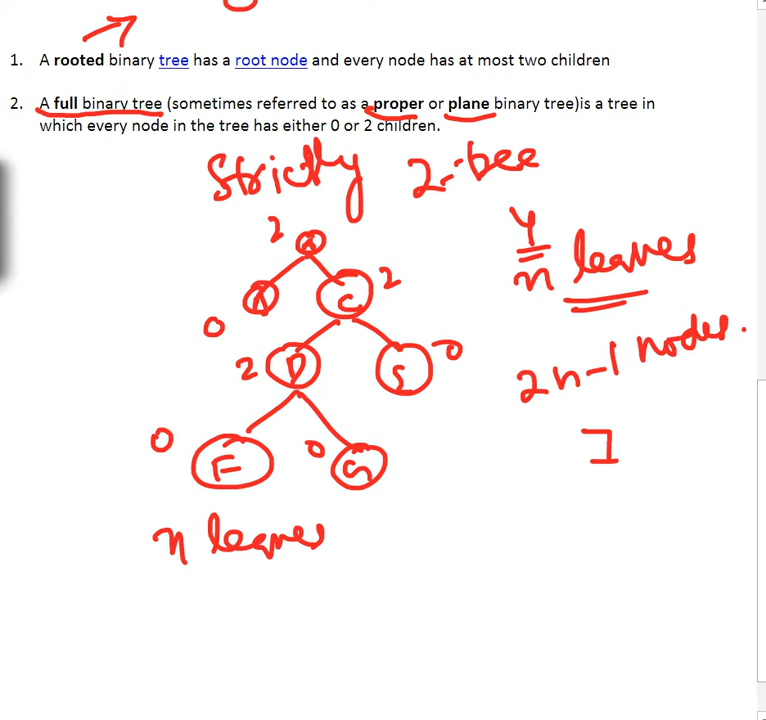 1. A rooted binary tree has a root node and every node has at most two children
2. A full binary tree (sometimes referred to as a proper or plane binary tree)is a tree in
which every node in the tree has either 0 or 2 children.
Strictly 2-tree
2
4
n leaves
C 2
0
2n-1 nodes.
2 D S 0
7
0 F 0 G
n leaves